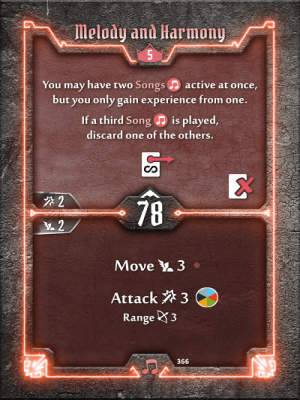 Melody and Harmony
5
You may have two Songs active at once,
but you only gain experience from one.
If a third Song is played,
discard one of the others.
S
2
78
2
Move 3
Attack 3
Range 3
366